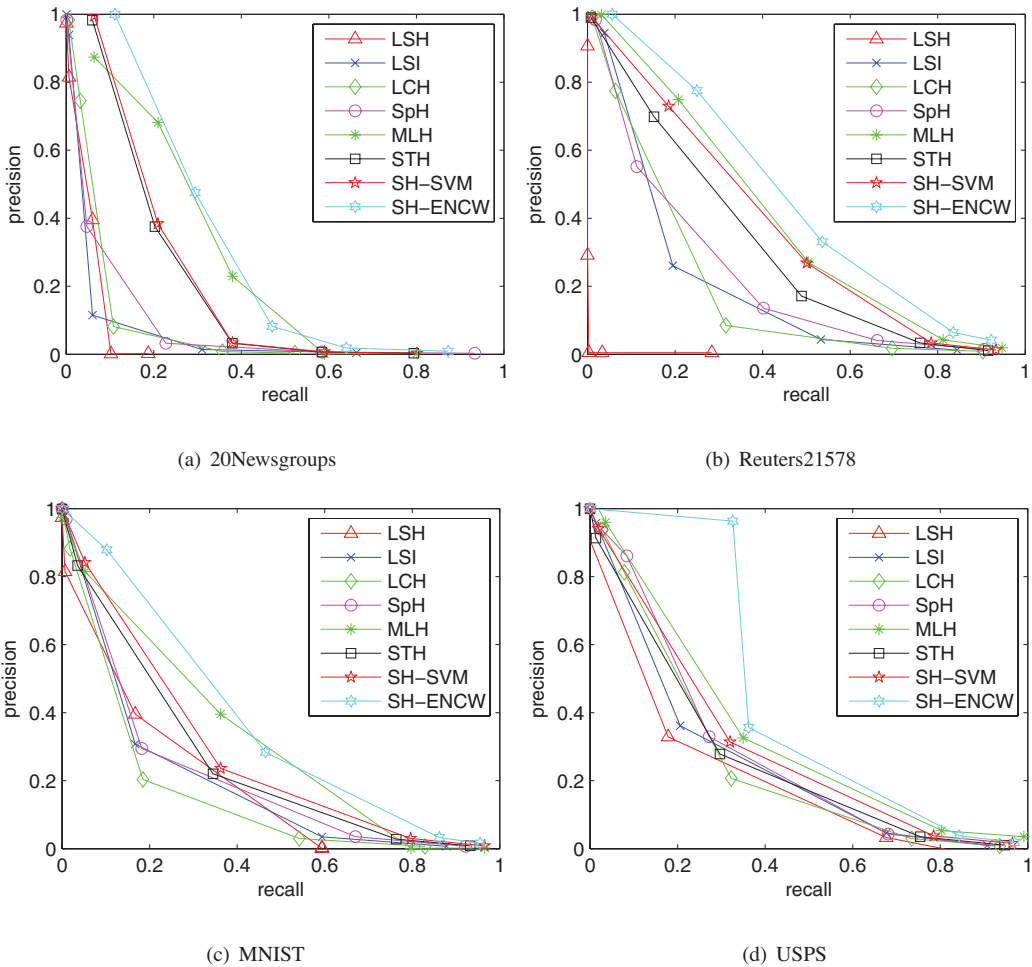 1
0.8
0.6
0.4
0.2
0
precision
0 0.2 0.4 0.6 0.8 1
recall
LSH
LSI
LCH
SpH
MLH
STH
SH-SVM
SH-ENCW
(a) 20Newsgroups
1
0.8
0.6
0.4
0.2
0
precision
0 0.2 0.4 0.6 0.8 1
recall
LSH
LSI
LCH
SpH
MLH
STH
SH-SVM
SH-ENCW
(b) Reuters21578
1
0.8
0.6
0.4
0.2
0
precision
0 0.2 0.4 0.6 0.8 1
recall
LSH
LSI
LCH
SpH
MLH
STH
SH-SVM
SH-ENCW
(c) MNIST
1
0.8
0.6
0.4
0.2
0
precision
0 0.2 0.4 0.6 0.8 1
recall
LSH
LSI
LCH
SpH
MLH
STH
SH-SVM
SH-ENCW
(d) USPS